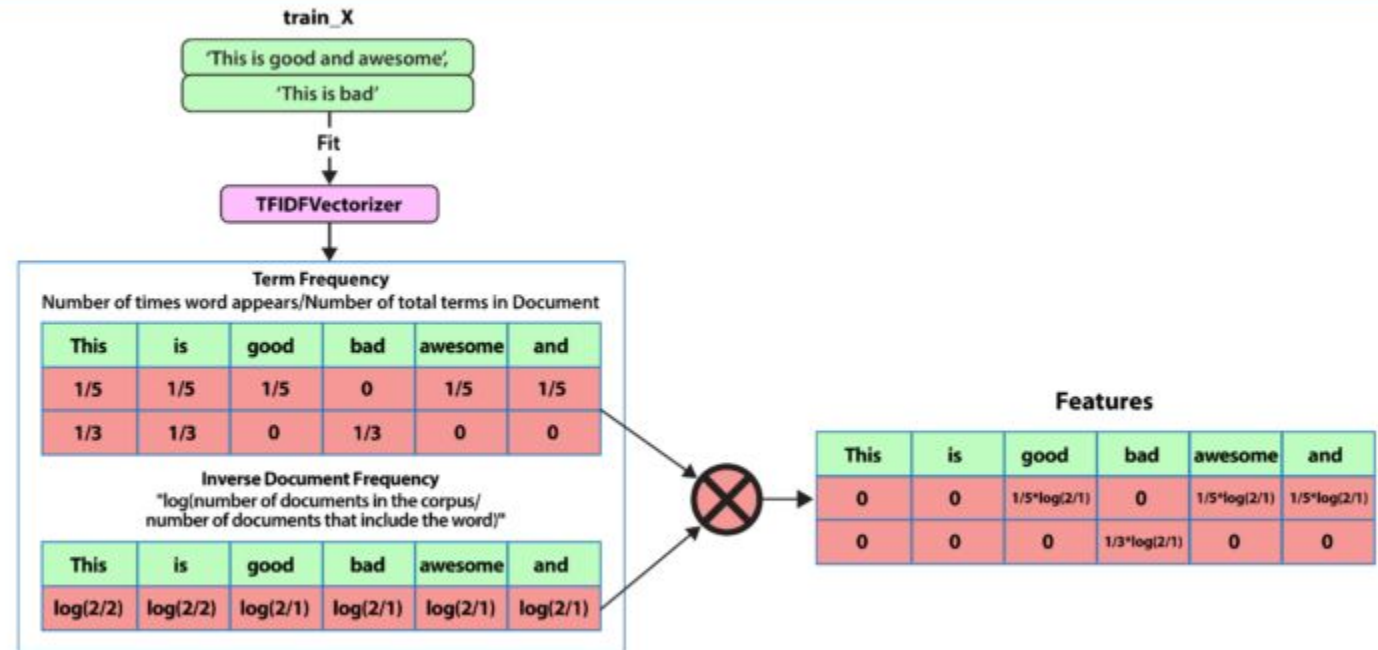 train_X
'This is good and awesome',
'This is bad'
Fit
TFIDFVectorizer
Term Frequency
Number of times word appears/Number of total terms in Document
This is good bad awesome and
1/5 1/5 1/5 0 1/5 1/5
1/3 1/3 0 1/3 0 0
Inverse Document Frequency
"log(number of documents in the corpus/
number of documents that include the word)"
This is good bad awesome and
log(2/2) log(2/2) log(2/1) log(2/1) log(2/1) log(2/1)
Features
This is good bad awesome and
0 0 1/5*log(2/1) 0 1/5*log(2/1) 1/5*log(2/1)
0 0 0 1/3*log(2/1) 0 0